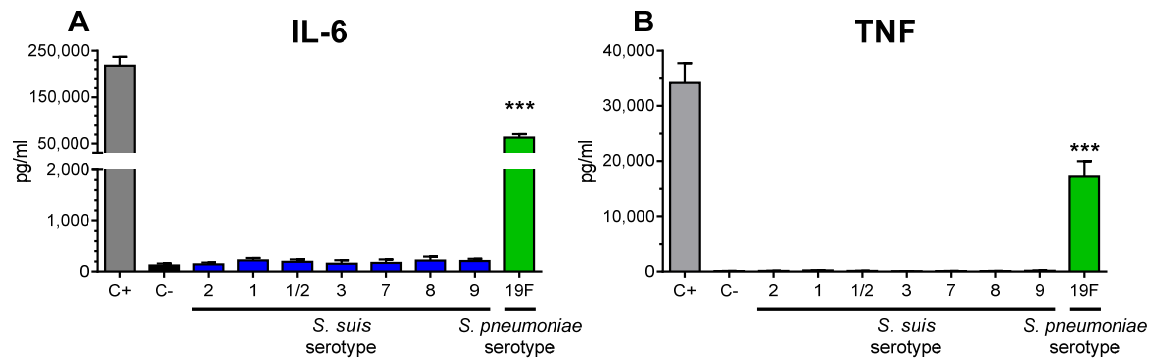 A
IL-6
250,000
150,000
50,000
2,000
1,000
0
pg/ml
***
C+ C- 2 1 1/2 3 7 8 9 19F
S. suis S. pneumoniae
serotype serotype
B
TNF
40,000
30,000
20,000
10,000
0
pg/ml
***
C+ C- 2 1 1/2 3 7 8 9 19F
S. suis S. pneumoniae
serotype serotype